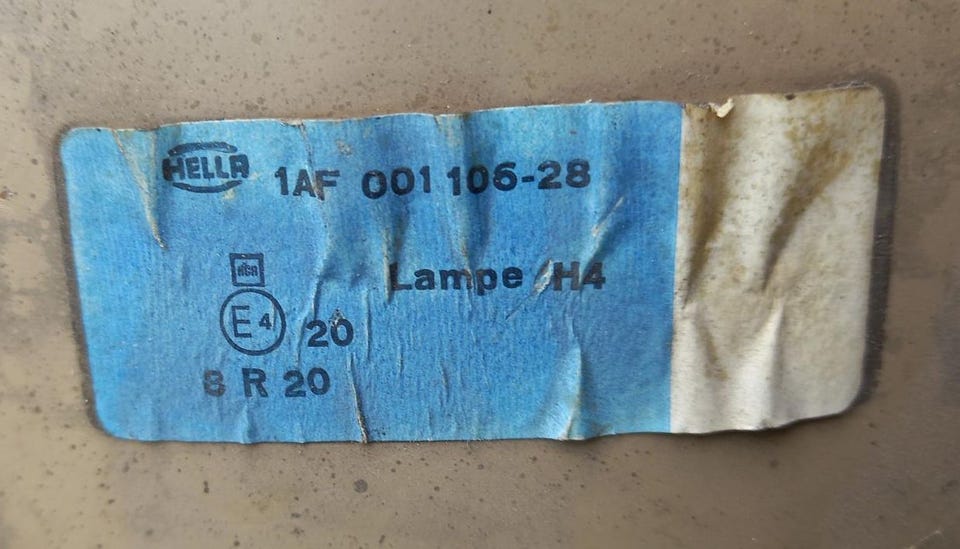 HELLA 1AF 001 106-28
Lampe H4
E4 20
8 R 20